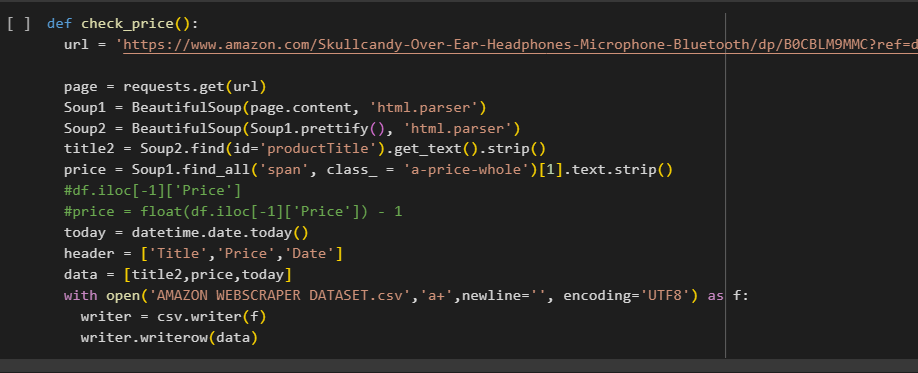 [ ] def check_price():
url = 'https://www.amazon.com/Skullcandy-Over-Ear-Headphones-Microphone-Bluetooth/dp/B0CBLM9MMC?ref=d
page = requests.get(url)
Soup1 = BeautifulSoup(page.content, 'html.parser')
Soup2 = BeautifulSoup(Soup1.prettify(), 'html.parser')
title2 = Soup2.find(id='productTitle').get_text().strip()
price = Soup1.find_all('span', class_ = 'a-price-whole')[1].text.strip()
#df.iloc[-1]['Price']
#price = float(df.iloc[-1]['Price']) - 1
today = datetime.date.today()
header = ['Title','Price','Date']
data = [title2,price,today]
with open('AMAZON WEBSCRAPER DATASET.csv','a+',newline='', encoding='UTF8') as f:
writer = csv.writer(f)
writer.writerow(data)